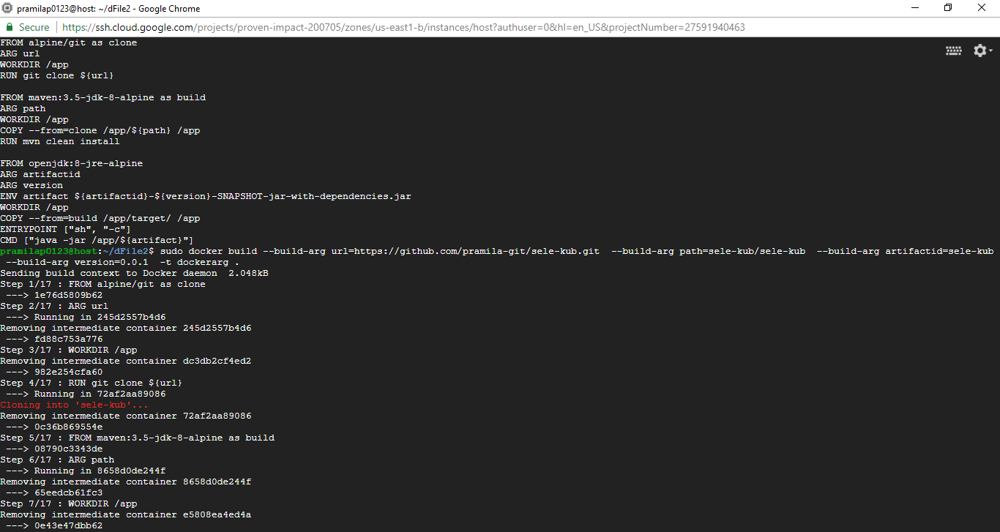 pramilap0123@host: ~/dFile2 - Google Chrome
Secure https://ssh.cloud.google.com/projects/proven-impact-200705/zones/us-east1-b/instances/host?authuser=0&hl=en_US&projectNumber=27591940463
FROM alpine/git as clone
ARG url
WORKDIR /app
RUN git clone ${url}
FROM maven:3.5-jdk-8-alpine as build
ARG path
WORKDIR /app
COPY --from=clone /app/${path} /app
RUN mvn clean install
FROM openjdk:8-jre-alpine
ARG artifactid
ARG version
ENV artifact ${artifactid}-${version}-SNAPSHOT-jar-with-dependencies.jar
WORKDIR /app
COPY --from=build /app/target/ /app
ENTRYPOINT ["sh", "-c"]
CMD ["java -jar /app/${artifact}"]
pramilap0123@host:~/dFile2$ sudo docker build --build-arg url=https://github.com/pramila-git/sele-kub.git  --build-arg path=sele-kub/sele-kub  --build-arg artifactid=sele-kub
 --build-arg version=0.0.1  -t dockerarg .
Sending build context to Docker daemon  2.048kB
Step 1/17 : FROM alpine/git as clone
 ---> 1e76d5809b62
Step 2/17 : ARG url
 ---> Running in 245d2557b4d6
Removing intermediate container 245d2557b4d6
 ---> fd88c753a776
Step 3/17 : WORKDIR /app
Removing intermediate container dc3db2cf4ed2
 ---> 982e254cfa60
Step 4/17 : RUN git clone ${url}
 ---> Running in 72af2aa89086
Cloning into 'sele-kub'...
Removing intermediate container 72af2aa89086
 ---> 0c36b869554e
Step 5/17 : FROM maven:3.5-jdk-8-alpine as build
 ---> 08790c3343de
Step 6/17 : ARG path
 ---> Running in 8658d0de244f
Removing intermediate container 8658d0de244f
 ---> 65eedcb61fc3
Step 7/17 : WORKDIR /app
Removing intermediate container e5808ea4ed4a
 ---> 0e43e47dbb62